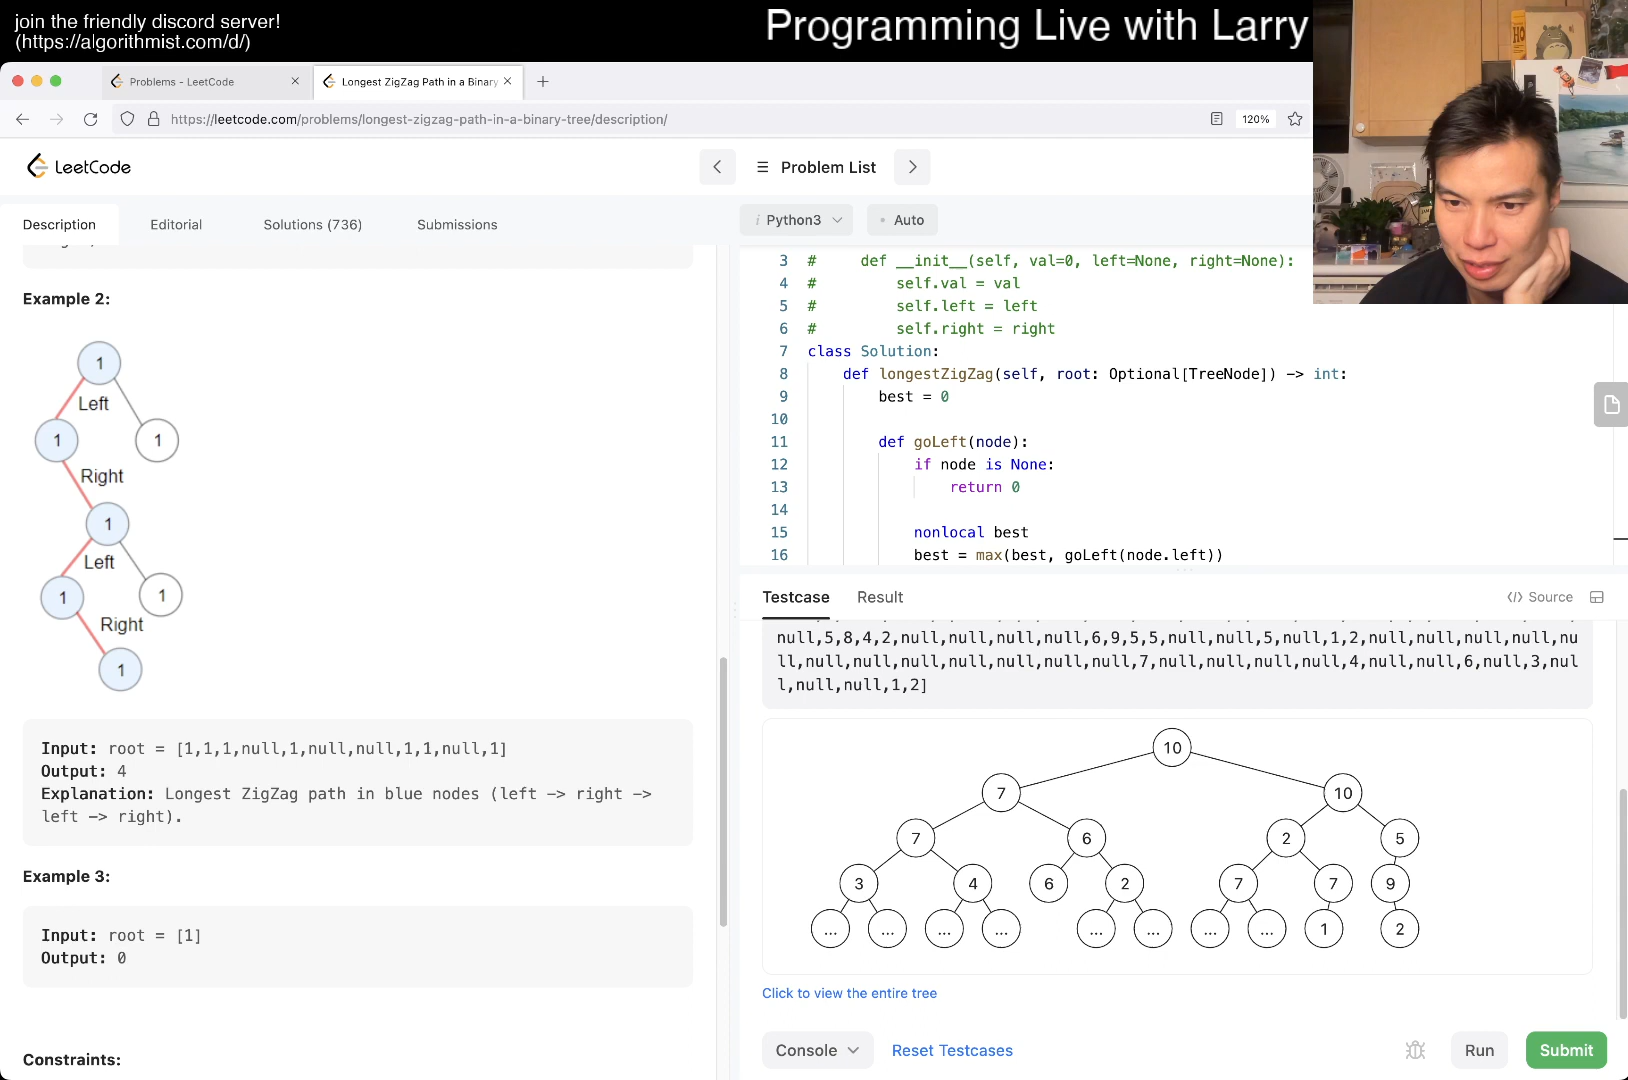 join the friendly discord server!
(https://algorithmist.com/d/)
Programming Live with Larry
Problems - LeetCode
Longest ZigZag Path in a Binary
https://leetcode.com/problems/longest-zigzag-path-in-a-binary-tree/description/
120%
LeetCode
Problem List
Description
Editorial
Solutions (736)
Submissions
Example 2:
1
Left
1
1
Right
1
Left
1
1
Right
1
Input: root = [1,1,1,null,1,null,null,1,1,null,1]
Output: 4
Explanation: Longest ZigZag path in blue nodes (left -> right ->
left -> right).
Example 3:
Input: root = [1]
Output: 0
Constraints:
i Python3
Auto
3 # def __init__(self, val=0, left=None, right=None):
4 # self.val = val
5 # self.left = left
6 # self.right = right
7 class Solution:
8 def longestZigZag(self, root: Optional[TreeNode]) -> int:
9 best = 0
10
11 def goLeft(node):
12 if node is None:
13 return 0
14
15 nonlocal best
16 best = max(best, goLeft(node.left))
Testcase
Result
</> Source
null,5,8,4,2,null,null,null,null,6,9,5,5,null,null,5,null,1,2,null,null,null,null,nu
ll,null,null,null,null,null,null,7,null,null,null,null,4,null,null,6,null,3,nul
l,null,null,1,2]
10
7 10
7 6 2 5
3 4 6 2 7 7 9
... ... ... ... ... ... ... ... 1 2
Click to view the entire tree
Console
Reset Testcases
Run
Submit